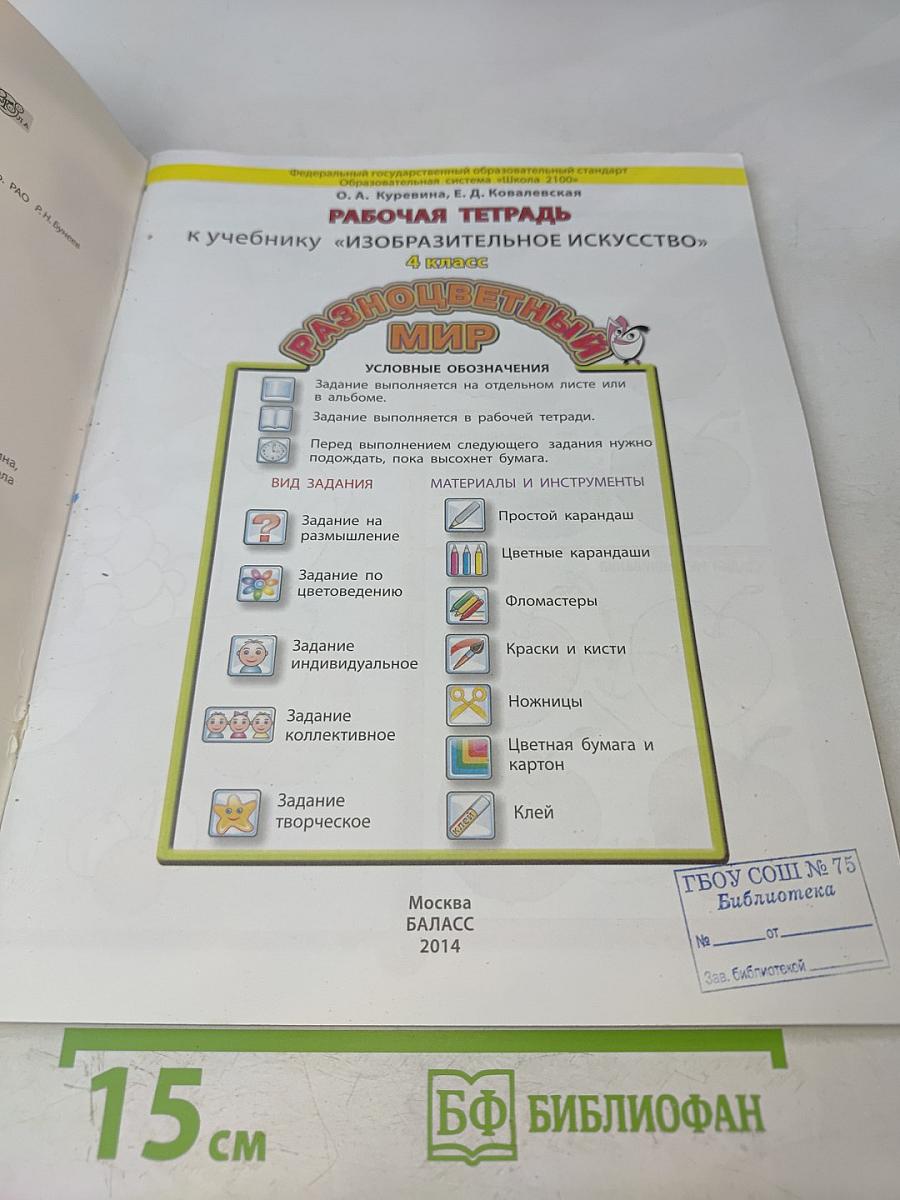 РАО Р.Н. Бунеев
Федеральный государственный образовательный стандарт
Образовательная система «Школа 2100»
О. А. Куревина, Е. Д. Ковалевская
РАБОЧАЯ ТЕТРАДЬ
к учебнику «ИЗОБРАЗИТЕЛЬНОЕ ИСКУССТВО»
4 класс
РАЗНОЦВЕТНЫЙ
МИР
УСЛОВНЫЕ ОБОЗНАЧЕНИЯ
Задание выполняется на отдельном листе или
в альбоме.
Задание выполняется в рабочей тетради.
Перед выполнением следующего задания нужно
подождать, пока высохнет бумага.
ВИД ЗАДАНИЯ
Задание на
размышление
Задание по
цветоведению
Задание
индивидуальное
Задание
коллективное
Задание
творческое
МАТЕРИАЛЫ И ИНСТРУМЕНТЫ
Простой карандаш
Цветные карандаши
Фломастеры
Краски и кисти
Ножницы
Цветная бумага и
картон
КЛЕЙ
Клей
Москва
БАЛАСС
2014
ГБОУ СОШ № 75
Библиотека
№ от
Зав. библиотекой
15 см
БФ БИБЛИОФАН